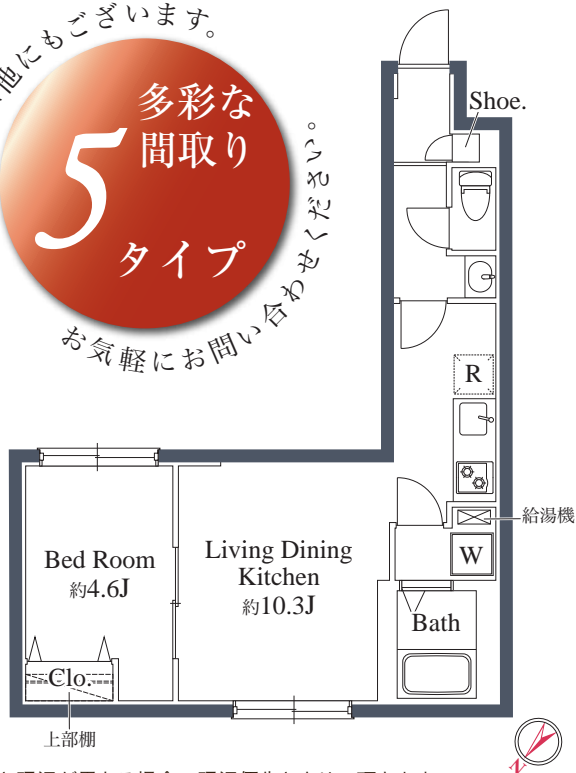 他にもございます。
多彩な
間取り
5
タイプ
お気軽にお問い合わせください。
Shoe.
R
給湯機
W
Bath
Bed Room
約4.6J
Living Dining
Kitchen
約10.3J
Clo.
上部棚
N